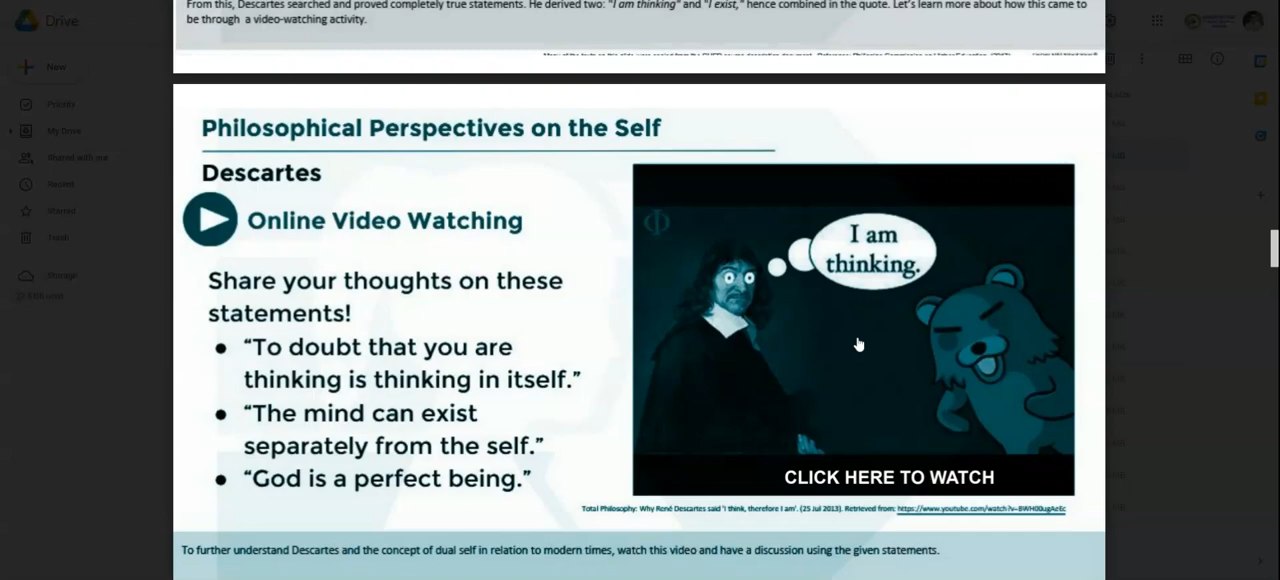 From this, Descartes searched and proved completely true statements. He derived two: "I am thinking" and "I exist," hence combined in the quote. Let's learn more about how this came to
be through a video-watching activity.
Drive
New
Priority
My Drive
Shared with me
Recent
Starred
Trash
Storage
Philosophical Perspectives on the Self
Descartes
Online Video Watching
Share your thoughts on these
statements!
● “To doubt that you are
thinking is thinking in itself.”
● “The mind can exist
separately from the self.”
● “God is a perfect being.”
Φ
I am
thinking.
CLICK HERE TO WATCH
Total Philosophy: Why René Descartes said 'I think, therefore I am'. (25 Jul 2013). Retrieved from:
To further understand Descartes and the concept of dual self in relation to modern times, watch this video and have a discussion using the given statements.